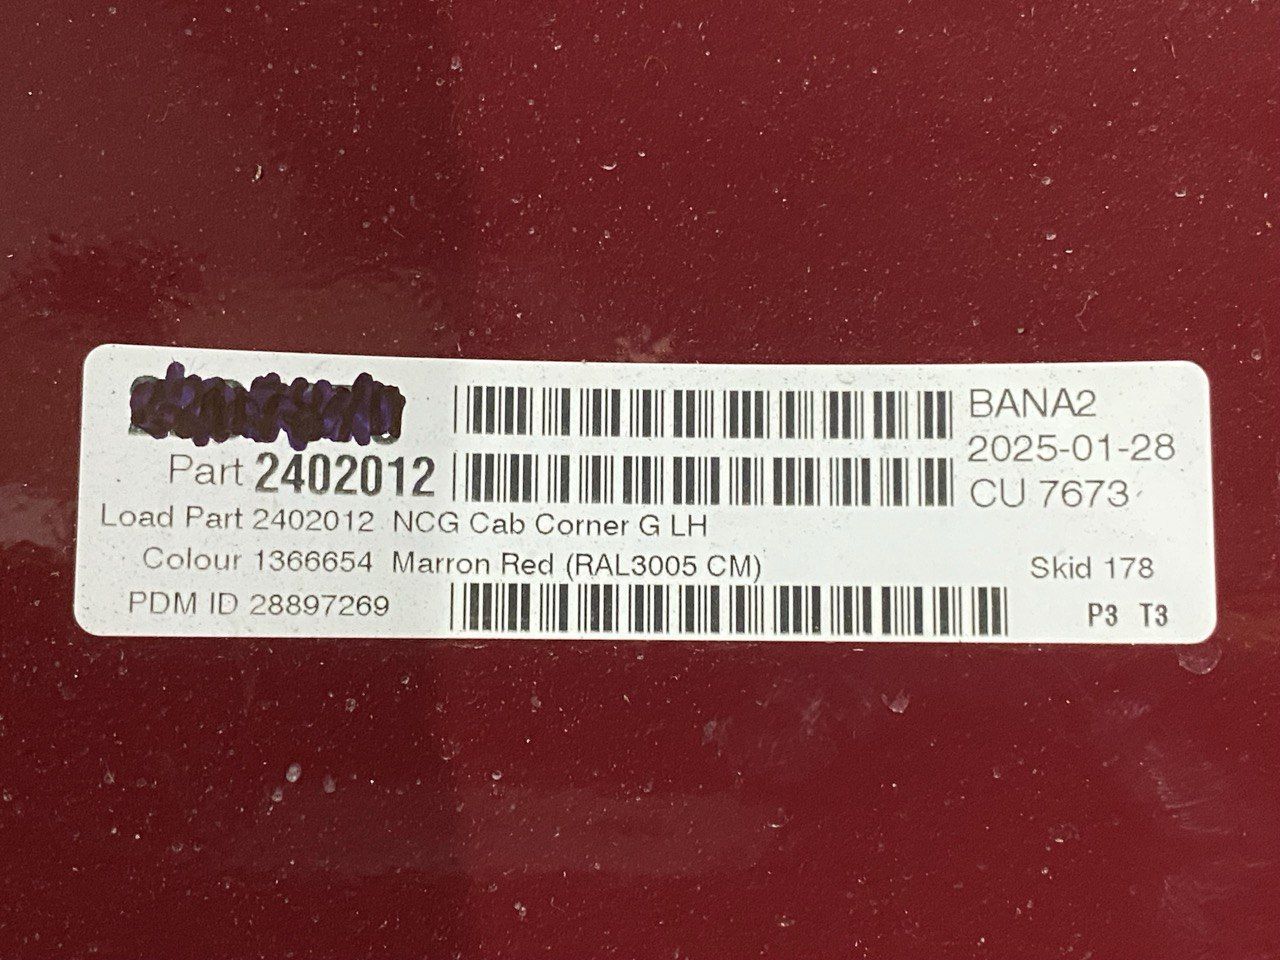 BANA2
Part 2402012
2025-01-28
CU 7673
Load Part 2402012 NCG Cab Corner G LH
Colour 1366654 Marron Red (RAL3005 CM)
Skid 178
PDM ID 28897269
P3 T3